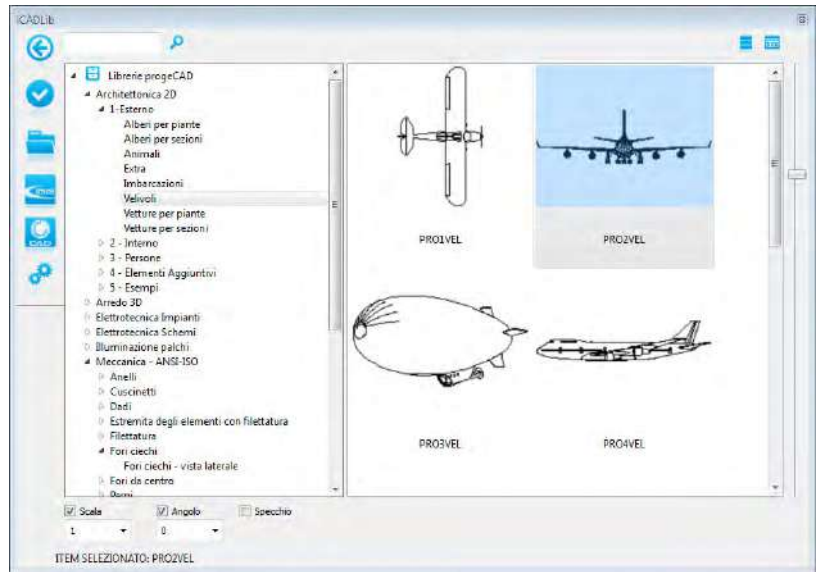 iCADLib
Librerie progeCAD
Architettonica 2D
1-Esterno
Alberi per piante
Alberi per sezioni
Animali
Extra
Imbarcazioni
Velivoli
Vetture per piante
Vetture per sezioni
2 - Interno
3 - Persone
4 - Elementi Aggiuntivi
5 - Esempi
Arredo 3D
Elettrotecnica Impianti
Elettrotecnica Schemi
Illuminazione palchi
Meccanica - ANSI-ISO
Anelli
Cuscinetti
Dadi
Estremita degli elementi con filettatura
Filettatura
Fori ciechi
Fori ciechi - vista laterale
Fori da centro
Perni
PRO1VEL
PRO2VEL
PRO3VEL
PRO4VEL
CAD
Scala
Angolo
Specchio
1
0
ITEM SELEZIONATO: PRO2VEL